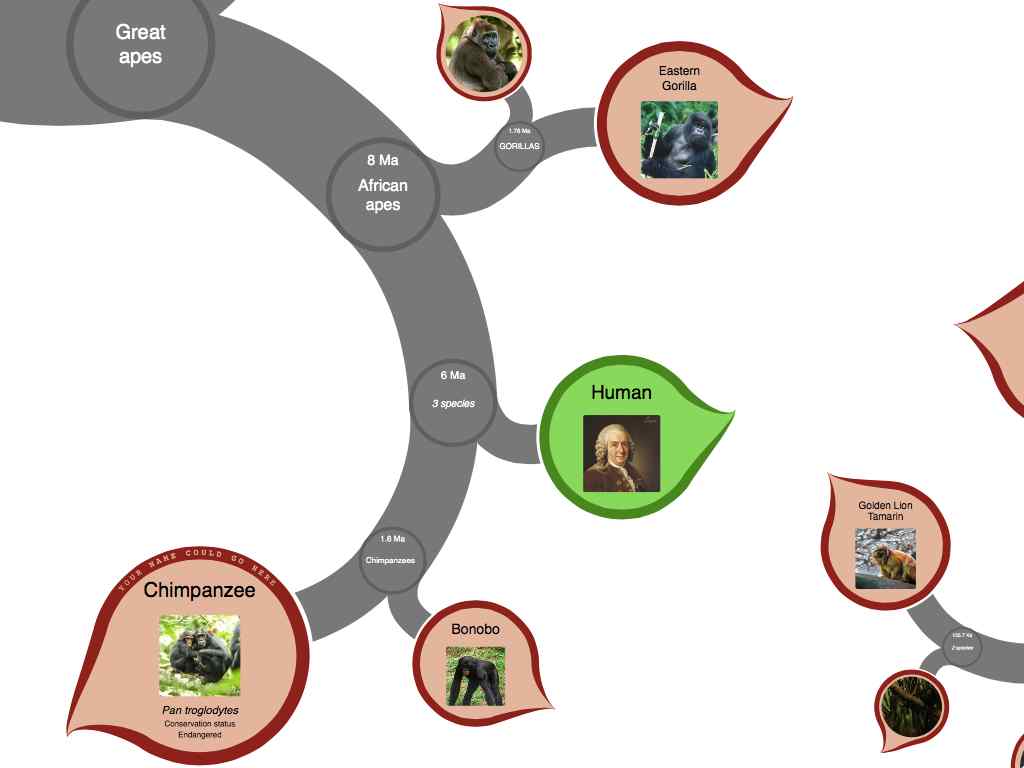 Great
apes
8 Ma
African
apes
1.76 Ma
GORILLAS
Eastern
Gorilla
6 Ma
3 species
Human
1.6 Ma
Chimpanzees
YOUR NAME COULD GO HERE
Chimpanzee
Pan troglodytes
Conservation status
Endangered
Bonobo
Golden Lion
Tamarin
2 species